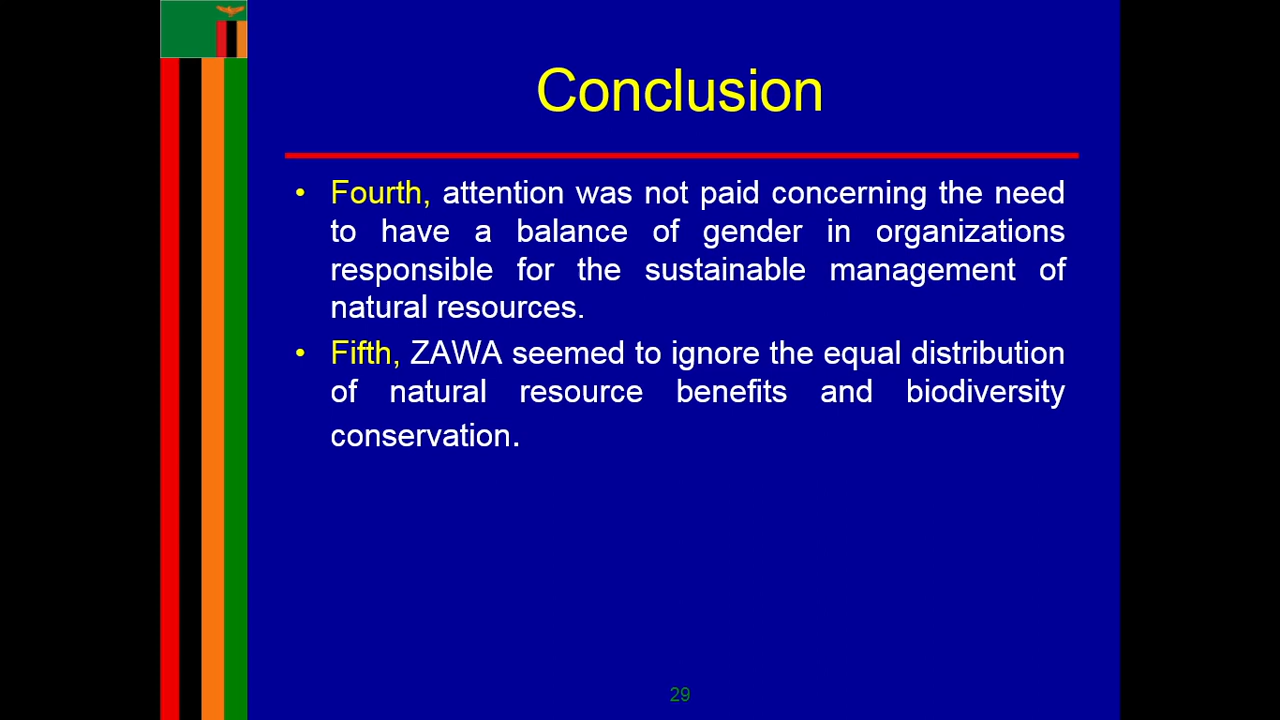 Conclusion
• Fourth, attention was not paid concerning the need
to have a balance of gender in organizations
responsible for the sustainable management of
natural resources.
• Fifth, ZAWA seemed to ignore the equal distribution
of natural resource benefits and biodiversity
conservation.
29